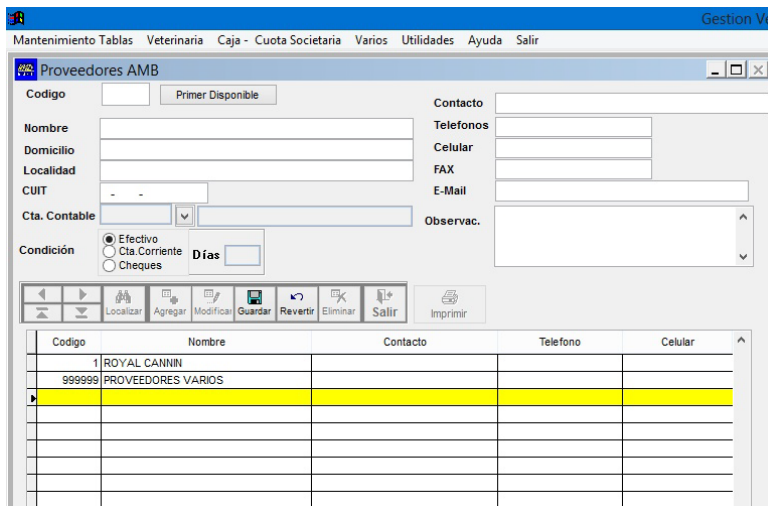 Gestion Ve
Mantenimiento Tablas Veterinaria Caja - Cuota Societaria Varios Utilidades Ayuda Salir
Proveedores AMB
Codigo Primer Disponible
Contacto
Nombre
Telefonos
Domicilio
Celular
Localidad
FAX
CUIT - -
E-Mail
Cta. Contable
Observac.
Condición
Efectivo
Cta.Corriente
Cheques
Días
Localizar Agregar Modificar Guardar Revertir Eliminar Salir Imprimir
Codigo Nombre Contacto Telefono Celular
1 ROYAL CANNIN
999999 PROVEEDORES VARIOS